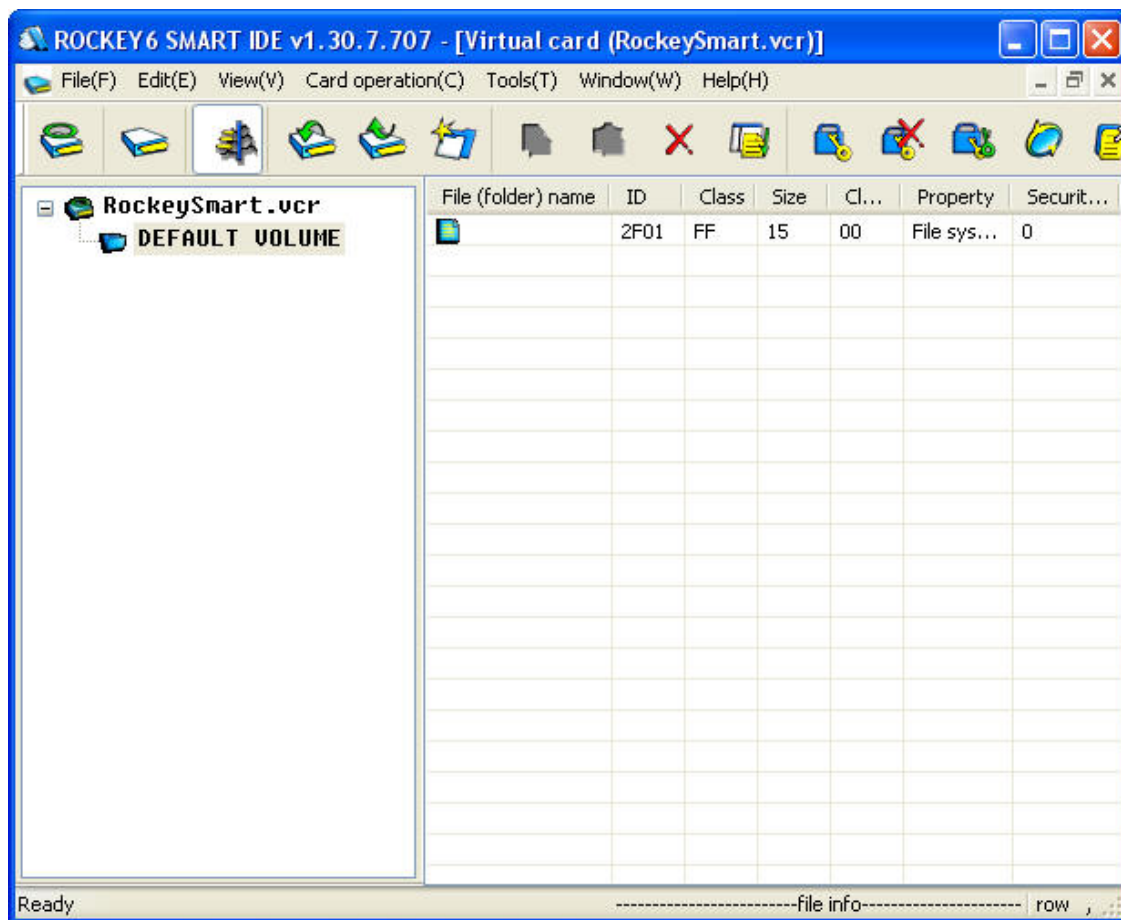 ROCKEY6 SMART IDE v1.30.7.707 - [Virtual card (RockeySmart.vcr)]
File(F) Edit(E) View(V) Card operation(C) Tools(T) Window(W) Help(H)
RockeySmart.vcr
DEFAULT VOLUME
File (folder) name ID Class Size Cl... Property Securit...
2F01 FF 15 00 File sys... 0
Ready -------------------------file info---------------------- row ,